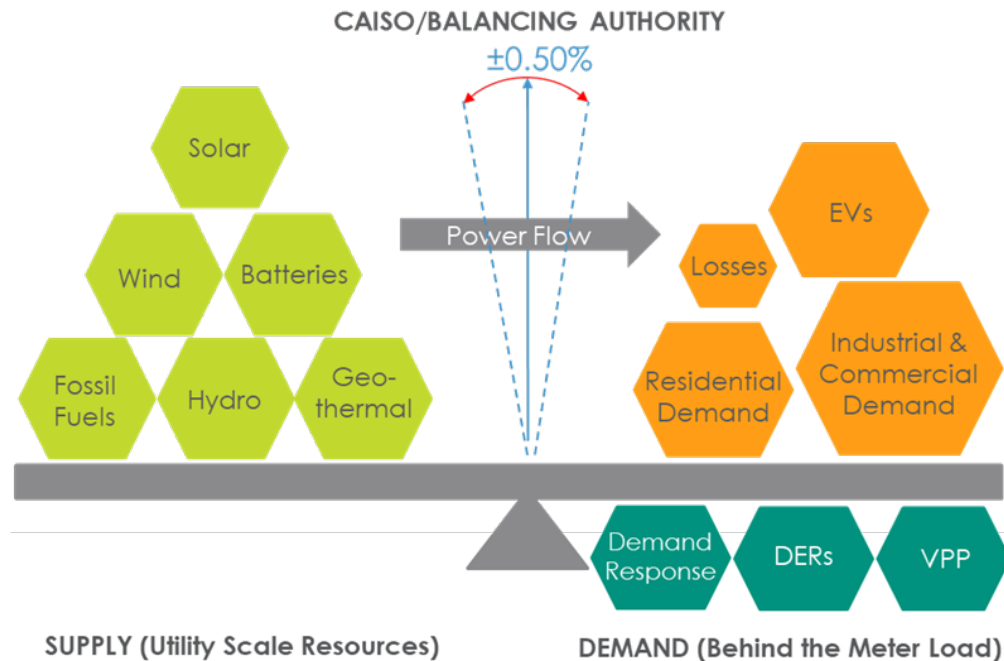 CAISO/BALANCING AUTHORITY
±0.50%
Solar
Wind
Batteries
Fossil
Fuels
Hydro
Geo-
thermal
Power Flow
EVs
Losses
Residential
Demand
Industrial &
Commercial
Demand
Demand
Response
DERs
VPP
SUPPLY (Utility Scale Resources)
DEMAND (Behind the Meter Load)